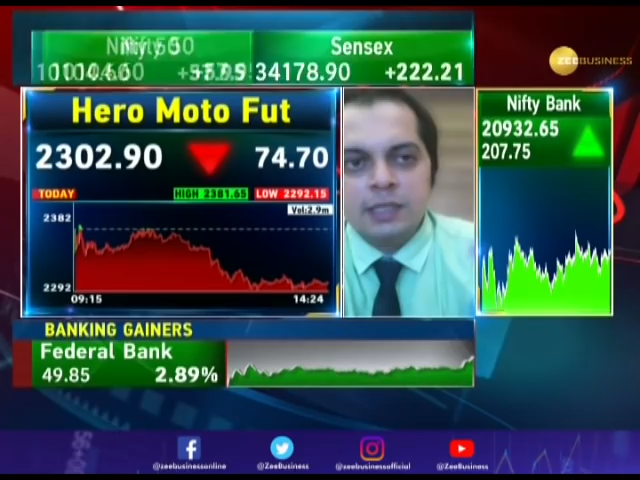 Sensex
34178.90 +222.21
ZEEBUSINESS
Hero Moto Fut
2302.90 74.70
TODAY HIGH 2381.65 LOW 2292.15
Vol:2.9m
2382
2292
09:15 14:24
Nifty Bank
20932.65
207.75
BANKING GAINERS
Federal Bank
49.85 2.89%
@zeebusinessonline @ZeeBusiness @zeebusinessofficial @ZeeBusiness